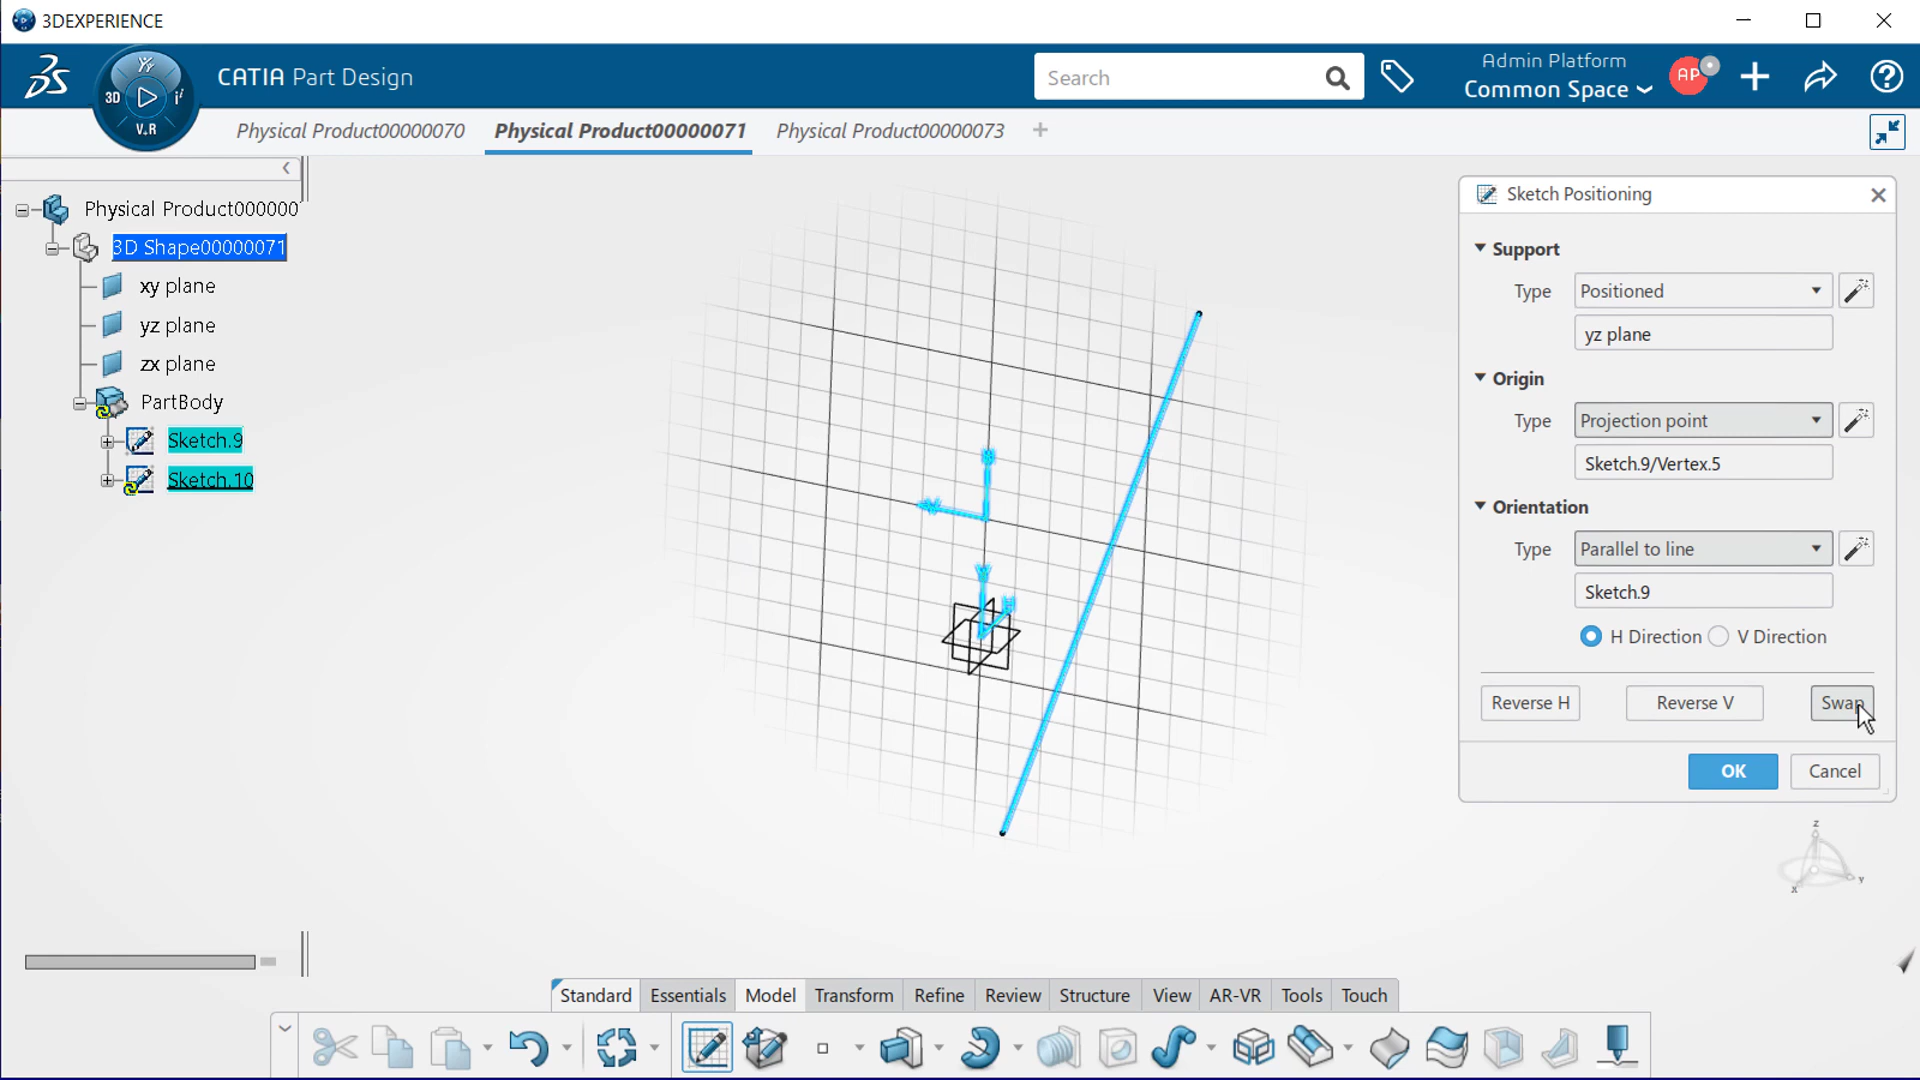 3DEXPERIENCE
CATIA Part Design
Search
Admin Platform
Common Space
AP
3D
V.R
Physical Product00000070
Physical Product00000071
Physical Product00000073
Physical Product000000
3D Shape00000071
xy plane
yz plane
zx plane
PartBody
Sketch.9
Sketch.10
Sketch Positioning
Support
Type Positioned
yz plane
Origin
Type Projection point
Sketch.9/Vertex.5
Orientation
Type Parallel to line
Sketch.9
H Direction V Direction
Reverse H Reverse V Swap
OK Cancel
z
x y
Standard Essentials Model Transform Refine Review Structure View AR-VR Tools Touch